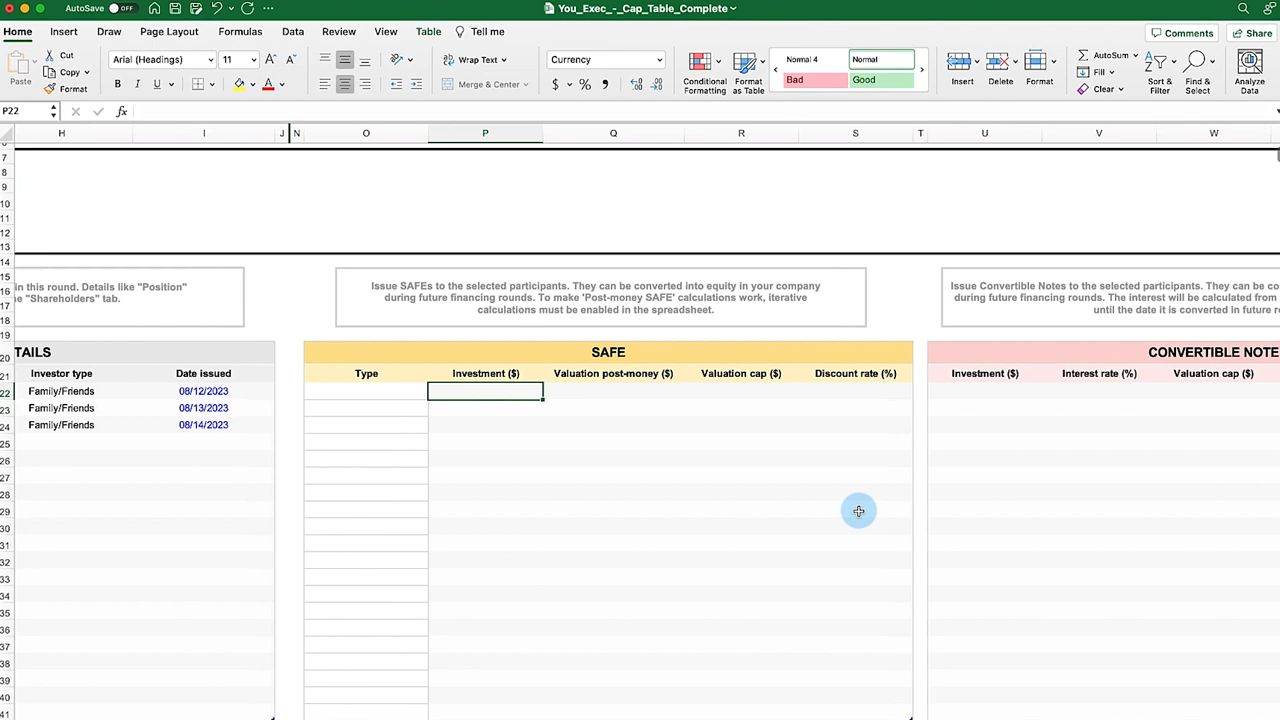 AutoSave OFF
You_Exec_-_Cap_Table_Complete
Home Insert Draw Page Layout Formulas Data Review View Table Tell me
Comments Share
Paste
Cut
Copy
Format
Arial (Headings) 11
Wrap Text
Merge & Center
Currency
Conditional Formatting
Format as Table
Normal 4 Normal
Bad Good
Insert Delete Format
AutoSum
Fill
Clear
Sort & Filter
Find & Select
Analyze Data
P22 fx
H I J N O P Q R S T U V W
7
8
9
10
11
12
13
14
15
16
17
18
19
20
21
22
23
24
25
26
27
28
29
30
31
32
33
34
35
36
37
38
39
40
41
in this round. Details like "Position"
e "Shareholders" tab.
Issue SAFEs to the selected participants. They can be converted into equity in your company
during future financing rounds. To make 'Post-money SAFE' calculations work, iterative
calculations must be enabled in the spreadsheet.
Issue Convertible Notes to the selected participants. They can be co
during future financing rounds. The interest will be calculated from
until the date it is converted in future r
TAILS SAFE CONVERTIBLE NOTE
Investor type Date issued Type Investment ($) Valuation post-money ($) Valuation cap ($) Discount rate (%) Investment ($) Interest rate (%) Valuation cap ($)
Family/Friends 08/12/2023
Family/Friends 08/13/2023
Family/Friends 08/14/2023